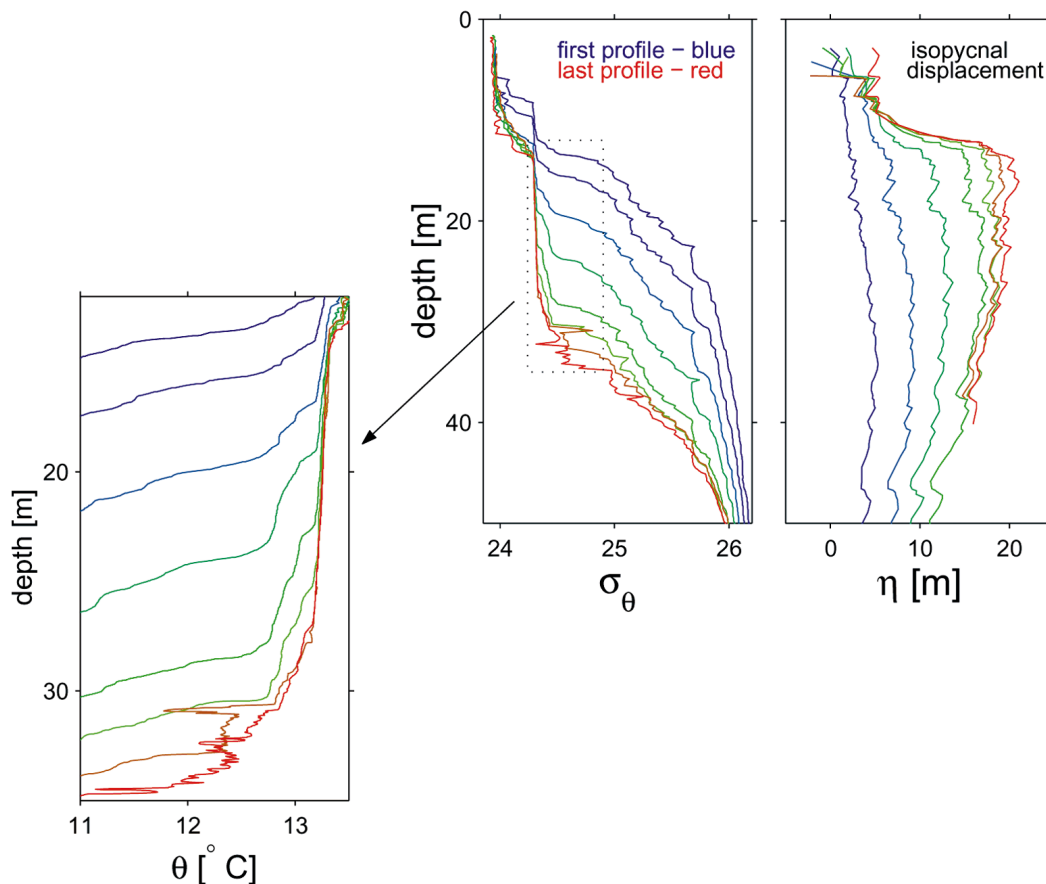 0
20
40
depth [m]
first profile – blue
last profile – red
24
25
26
σθ
isopycnal
displacement
0
10
20
η [m]
20
30
depth [m]
11
12
13
θ [° C]